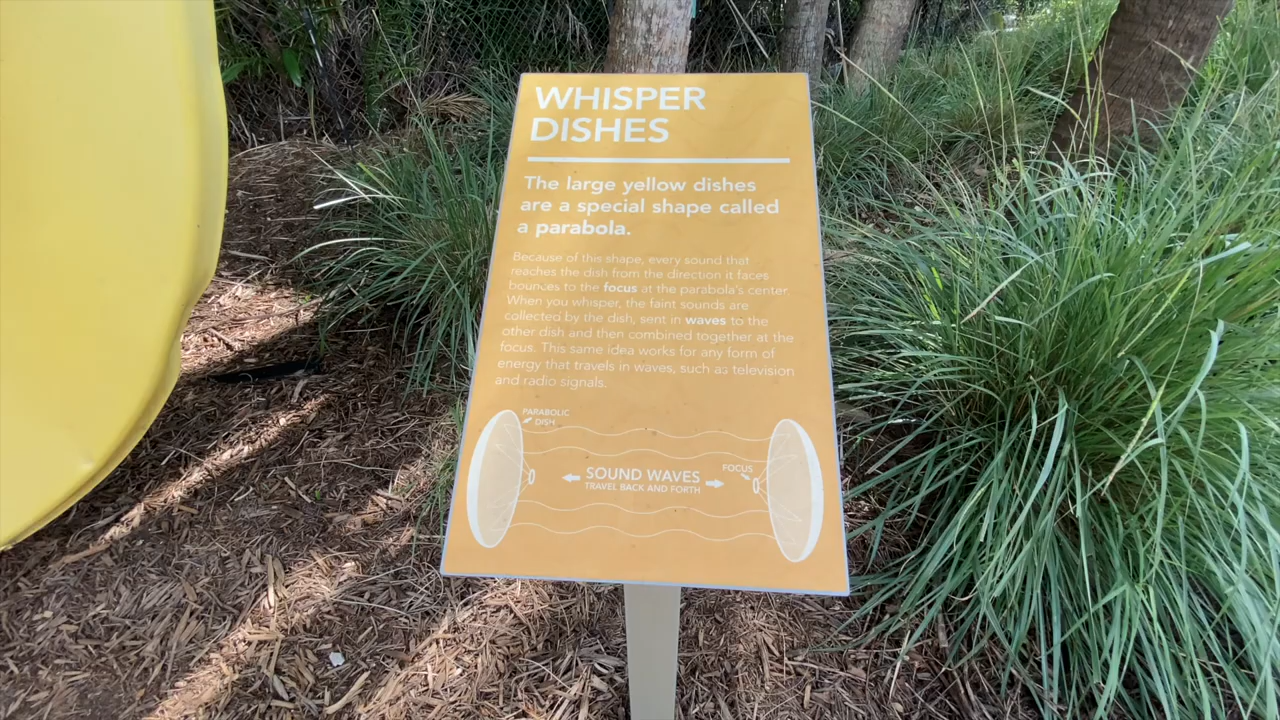 WHISPER
DISHES
The large yellow dishes
are a special shape called
a parabola.
Because of this shape, every sound that
reaches the dish from the direction it faces
bounces to the focus at the parabola's center.
When you whisper, the faint sounds are
collected by the dish, sent in waves to the
other dish and then combined together at the
focus. This same idea works for any form of
energy that travels in waves, such as television
and radio signals.
PARABOLIC
DISH
SOUND WAVES
TRAVEL BACK AND FORTH
FOCUS